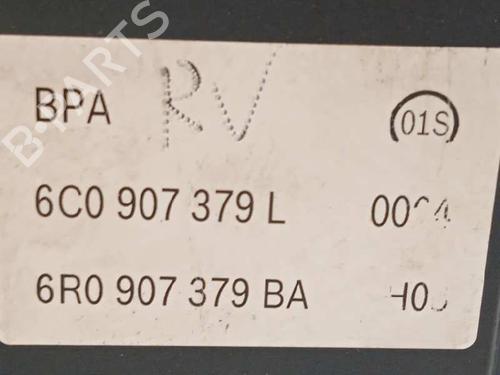 B-PARTS
BPA RV 01S
6C0 907 379 L
6R0 907 379 BA